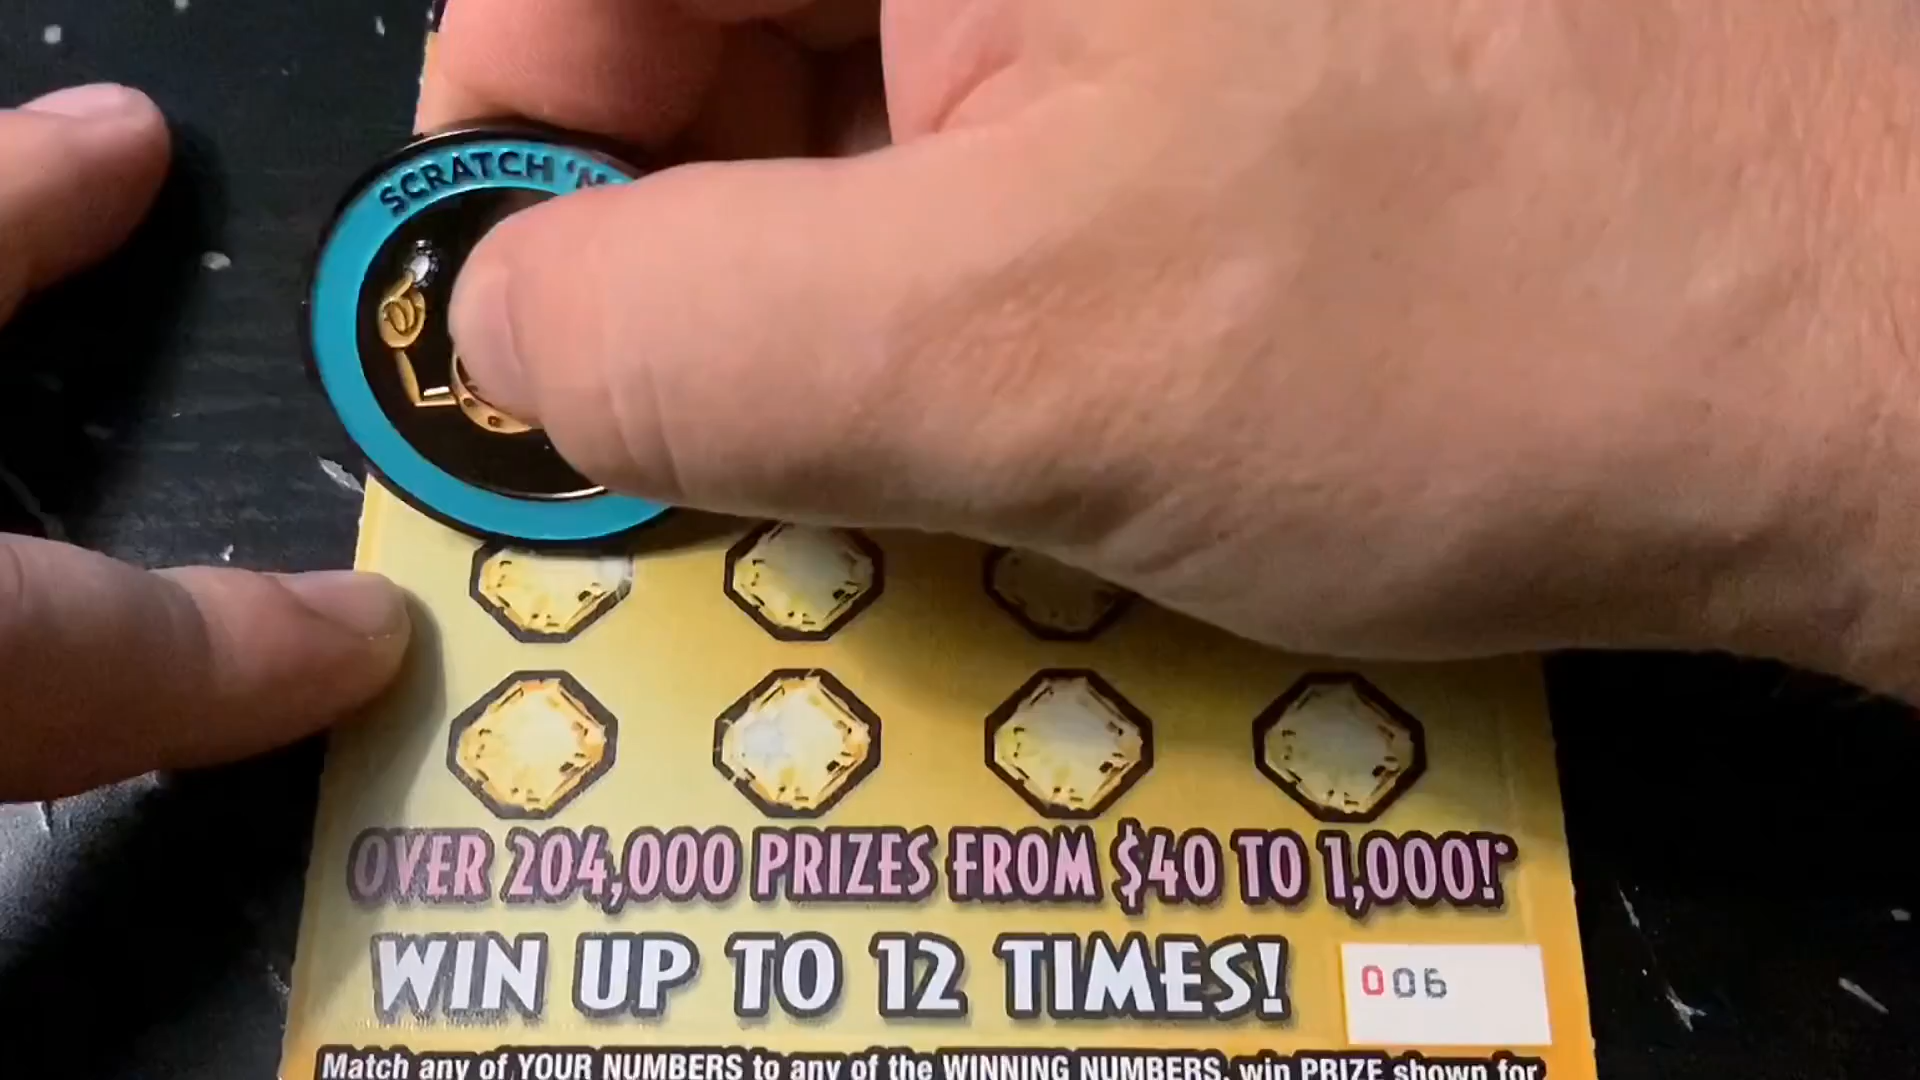 SCRATCH
OVER 204,000 PRIZES FROM $40 TO 1,000!*
WIN UP TO 12 TIMES!
006
Match any of YOUR NUMBERS to any of the WINNING NUMBERS, win PRIZE shown for